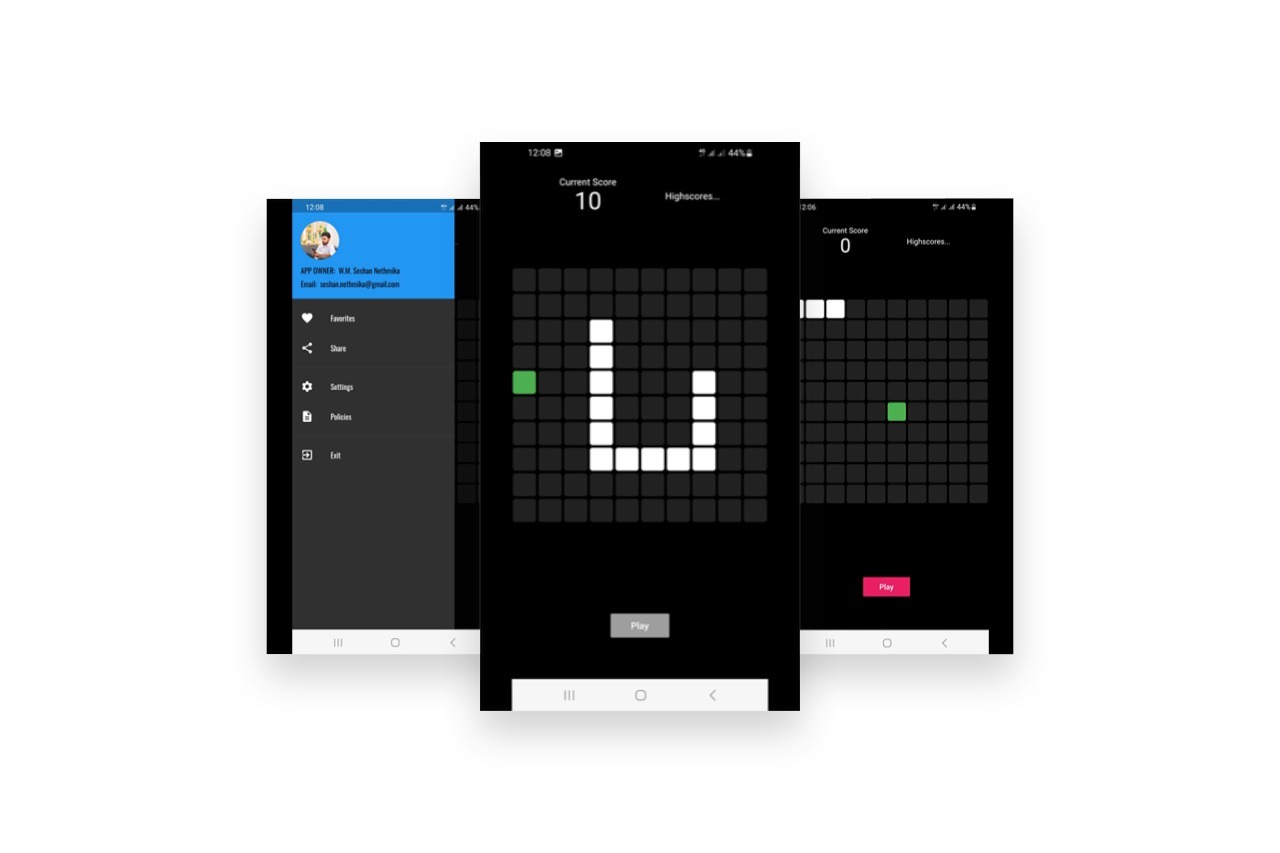 12:08
44%
APP OWNER: W.M. Seshan Nethmika
Email: seshan.nethmika@gmail.com
Favorites
Share
Settings
Policies
Exit
12:08
44%
Current Score
10
Highscores...
Play
2:06
44%
Current Score
0
Highscores...
Play